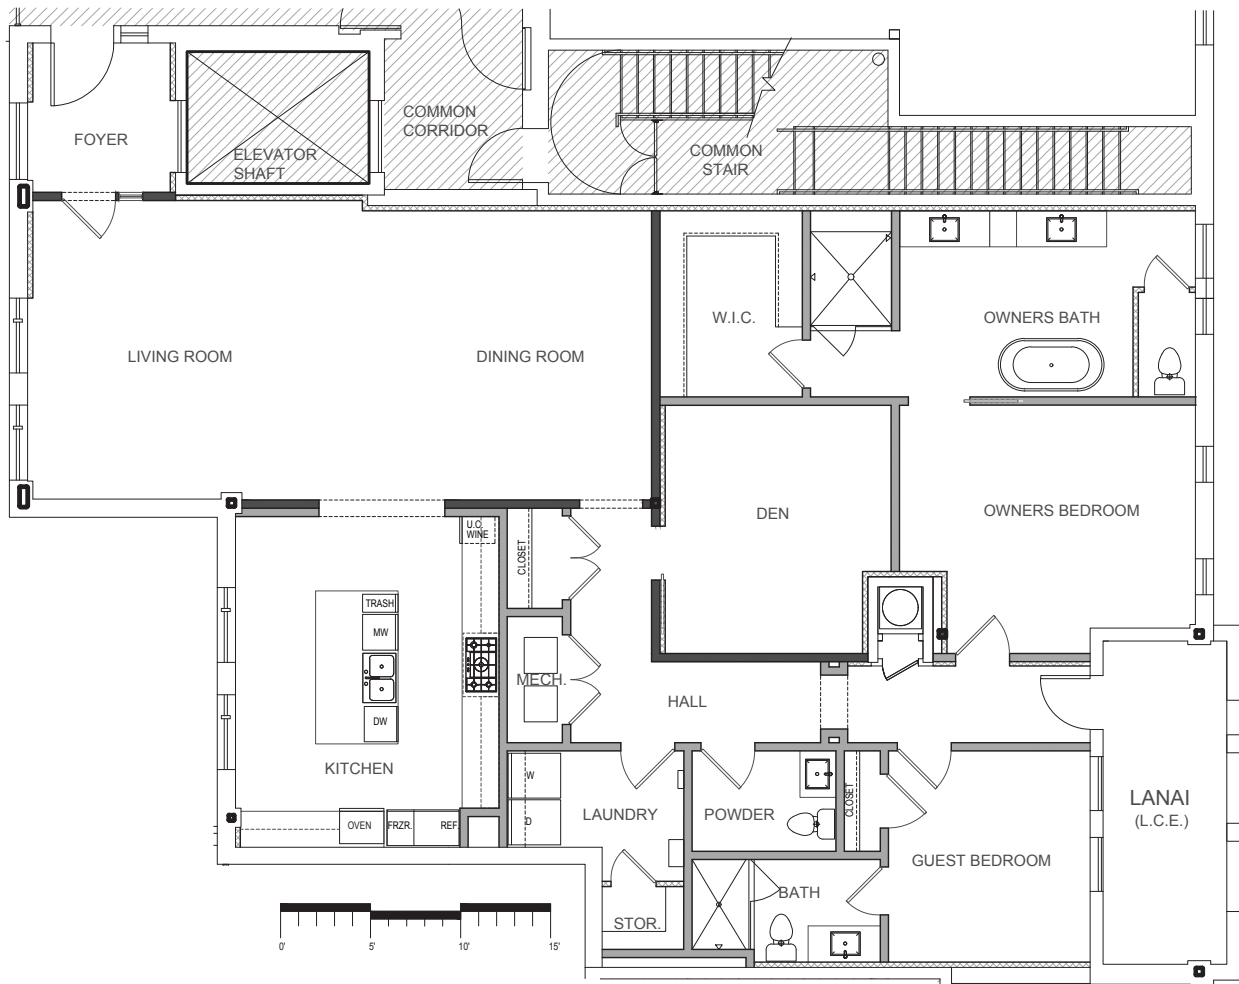 COMMON
CORRIDOR
FOYER
ELEVATOR
SHAFT
COMMON
STAIR
W.I.C.
OWNERS BATH
LIVING ROOM
DINING ROOM
DEN
OWNERS BEDROOM
U.C.
WINE
CLOSET
TRASH
MW
MECH.
HALL
DW
KITCHEN
W
D
LAUNDRY
POWDER
CLOSET
LANAI
(L.C.E.)
OVEN
FRZR.
REF.
GUEST BEDROOM
BATH
STOR.
0'
5'
10'
15'